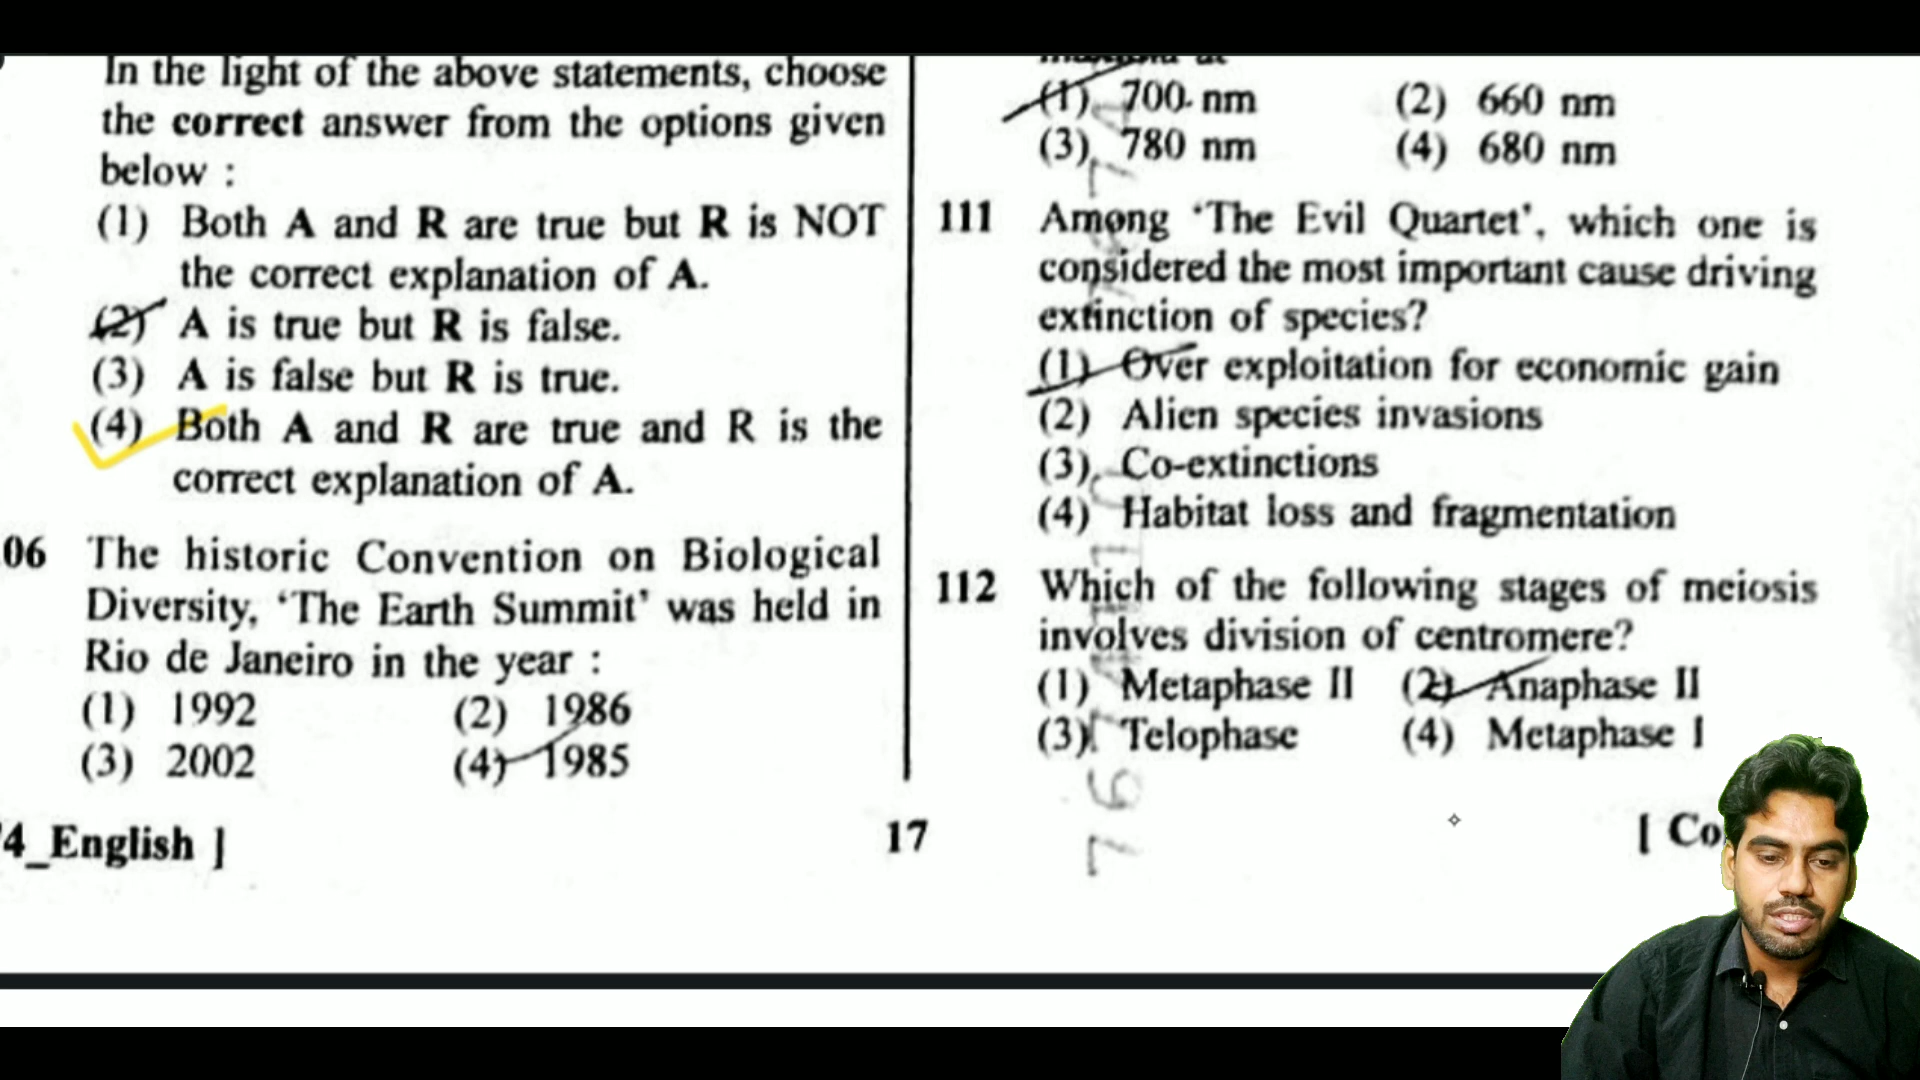 In the light of the above statements, choose
the correct answer from the options given
below :
(1) Both A and R are true but R is NOT
the correct explanation of A.
(2) A is true but R is false.
(3) A is false but R is true.
(4) Both A and R are true and R is the
correct explanation of A.
06 The historic Convention on Biological
Diversity, ‘The Earth Summit’ was held in
Rio de Janeiro in the year :
(1) 1992 (2) 1986
(3) 2002 (4) 1985
4_English ]
17
(1) 700 nm (2) 660 nm
(3) 780 nm (4) 680 nm
111 Among ‘The Evil Quartet’, which one is
considered the most important cause driving
extinction of species?
(1) Over exploitation for economic gain
(2) Alien species invasions
(3) Co-extinctions
(4) Habitat loss and fragmentation
112 Which of the following stages of meiosis
involves division of centromere?
(1) Metaphase II (2) Anaphase II
(3) Telophase (4) Metaphase I
[ Co